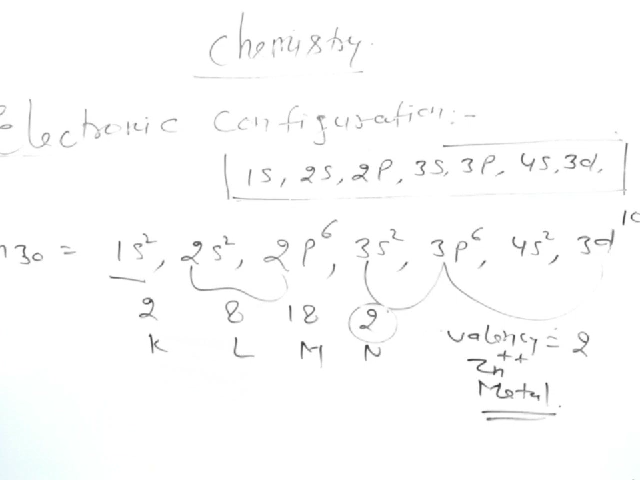 Chemistry.
Electronic Configuration:-
1s, 2s, 2p, 3s, 3p, 4s, 3d,
n30 = 1s², 2s², 2p⁶, 3s², 3p⁶, 4s², 3d¹⁰
2 8 18 2
K L M N
valency = 2
Zn⁺⁺
Metal.